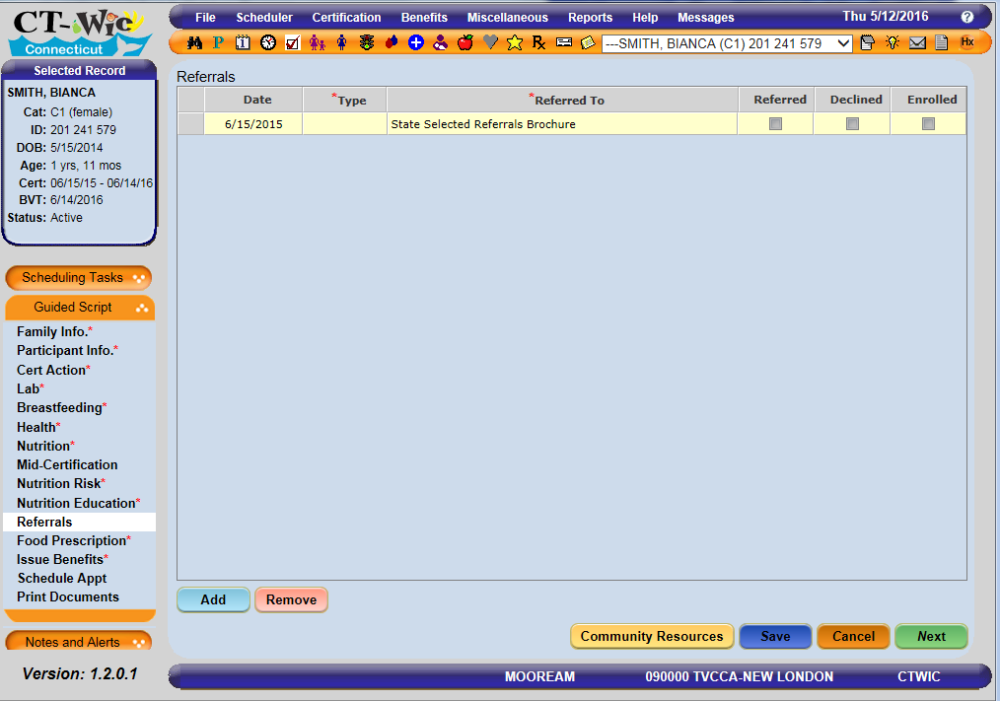 CT-WiC
Connecticut
File Scheduler Certification Benefits Miscellaneous Reports Help Messages Thu 5/12/2016 ?
P 1 Rx ---SMITH, BIANCA (C1) 201 241 579 Hx
Selected Record
SMITH, BIANCA
Cat: C1 (female)
ID: 201 241 579
DOB: 5/15/2014
Age: 1 yrs, 11 mos
Cert: 06/15/15 - 06/14/16
BVT: 6/14/2016
Status: Active
Scheduling Tasks
Guided Script
Family Info.*
Participant Info.*
Cert Action*
Lab*
Breastfeeding*
Health*
Nutrition*
Mid-Certification
Nutrition Risk*
Nutrition Education*
Referrals
Food Prescription*
Issue Benefits*
Schedule Appt
Print Documents
Notes and Alerts
Version: 1.2.0.1
Referrals
Date *Type *Referred To Referred Declined Enrolled
6/15/2015 State Selected Referrals Brochure
Add Remove
Community Resources Save Cancel Next
MOOREAM 090000 TVCCA-NEW LONDON CTWIC